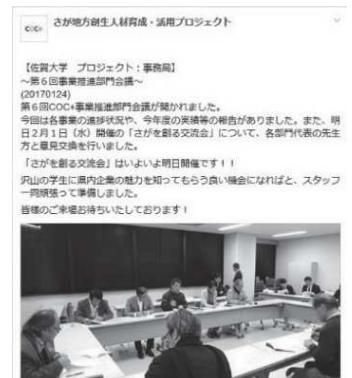 COC+
さが地方創生人材育成・活用プロジェクト
【佐賀大学　プロジェクト：事務局】
～第６回事業推進部門会議～
(20170124)
第６回COC+事業推進部門会議が開かれました。
今回は各事業の進捗状況や、今年度の実績等の報告がありました。また、明
日２月１日（水）開催の「さがを創る交流会」について、各部門代表の先生
方と意見交換を行いました。
「さがを創る交流会」はいよいよ明日開催です！！
沢山の学生に県内企業の魅力を知ってもらう良い機会になればと、スタッフ
一同頑張って準備しました。
皆様のご来場お待ちいたしております！